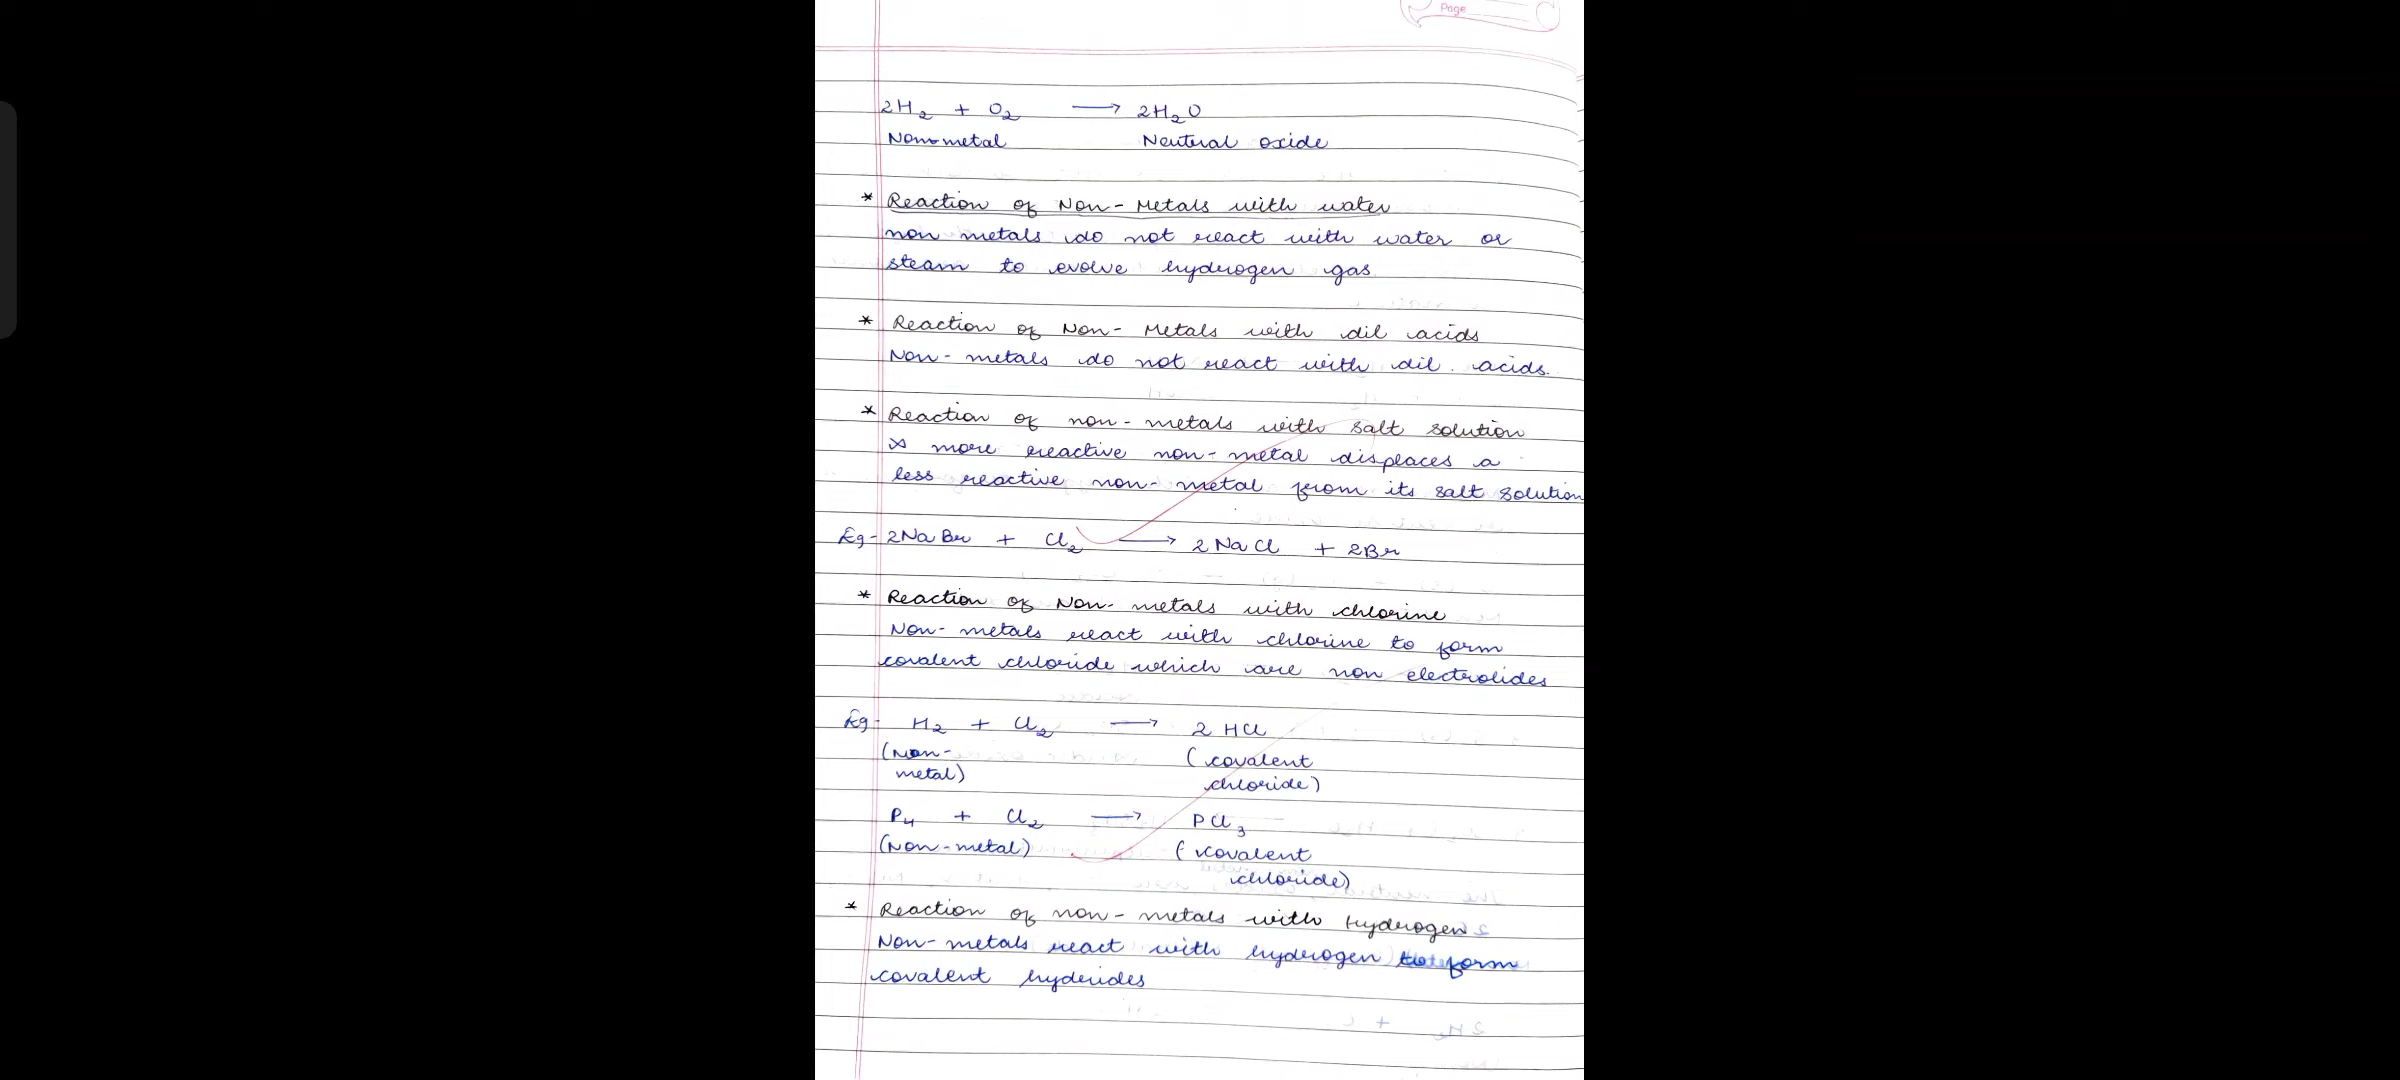 Page
2H₂ + O₂ ⟶ 2H₂O
Nonmetal Neutral oxide
* Reaction of Non-Metals with water
non metals do not react with water or
steam to evolve hydrogen gas
* Reaction of Non-Metals with dil acids
Non-metals do not react with dil. acids.
* Reaction of non-metals with salt solution
A more reactive non-metal displaces a
less reactive non-metal from its salt solution
Eg- 2NaBr + Cl₂ ⟶ 2NaCl + 2Br
* Reaction of Non-metals with chlorine
Non-metals react with chlorine to form
covalent chloride which are non electrolides
Eg- H₂ + Cl₂ ⟶ 2HCl
(Non- (covalent
metal) chloride)
P₄ + Cl₂ ⟶ PCl₃
(Non-metal) (covalent
chloride)
* Reaction of non-metals with Hydrogen
Non-metals react with hydrogen to form
covalent hyderides